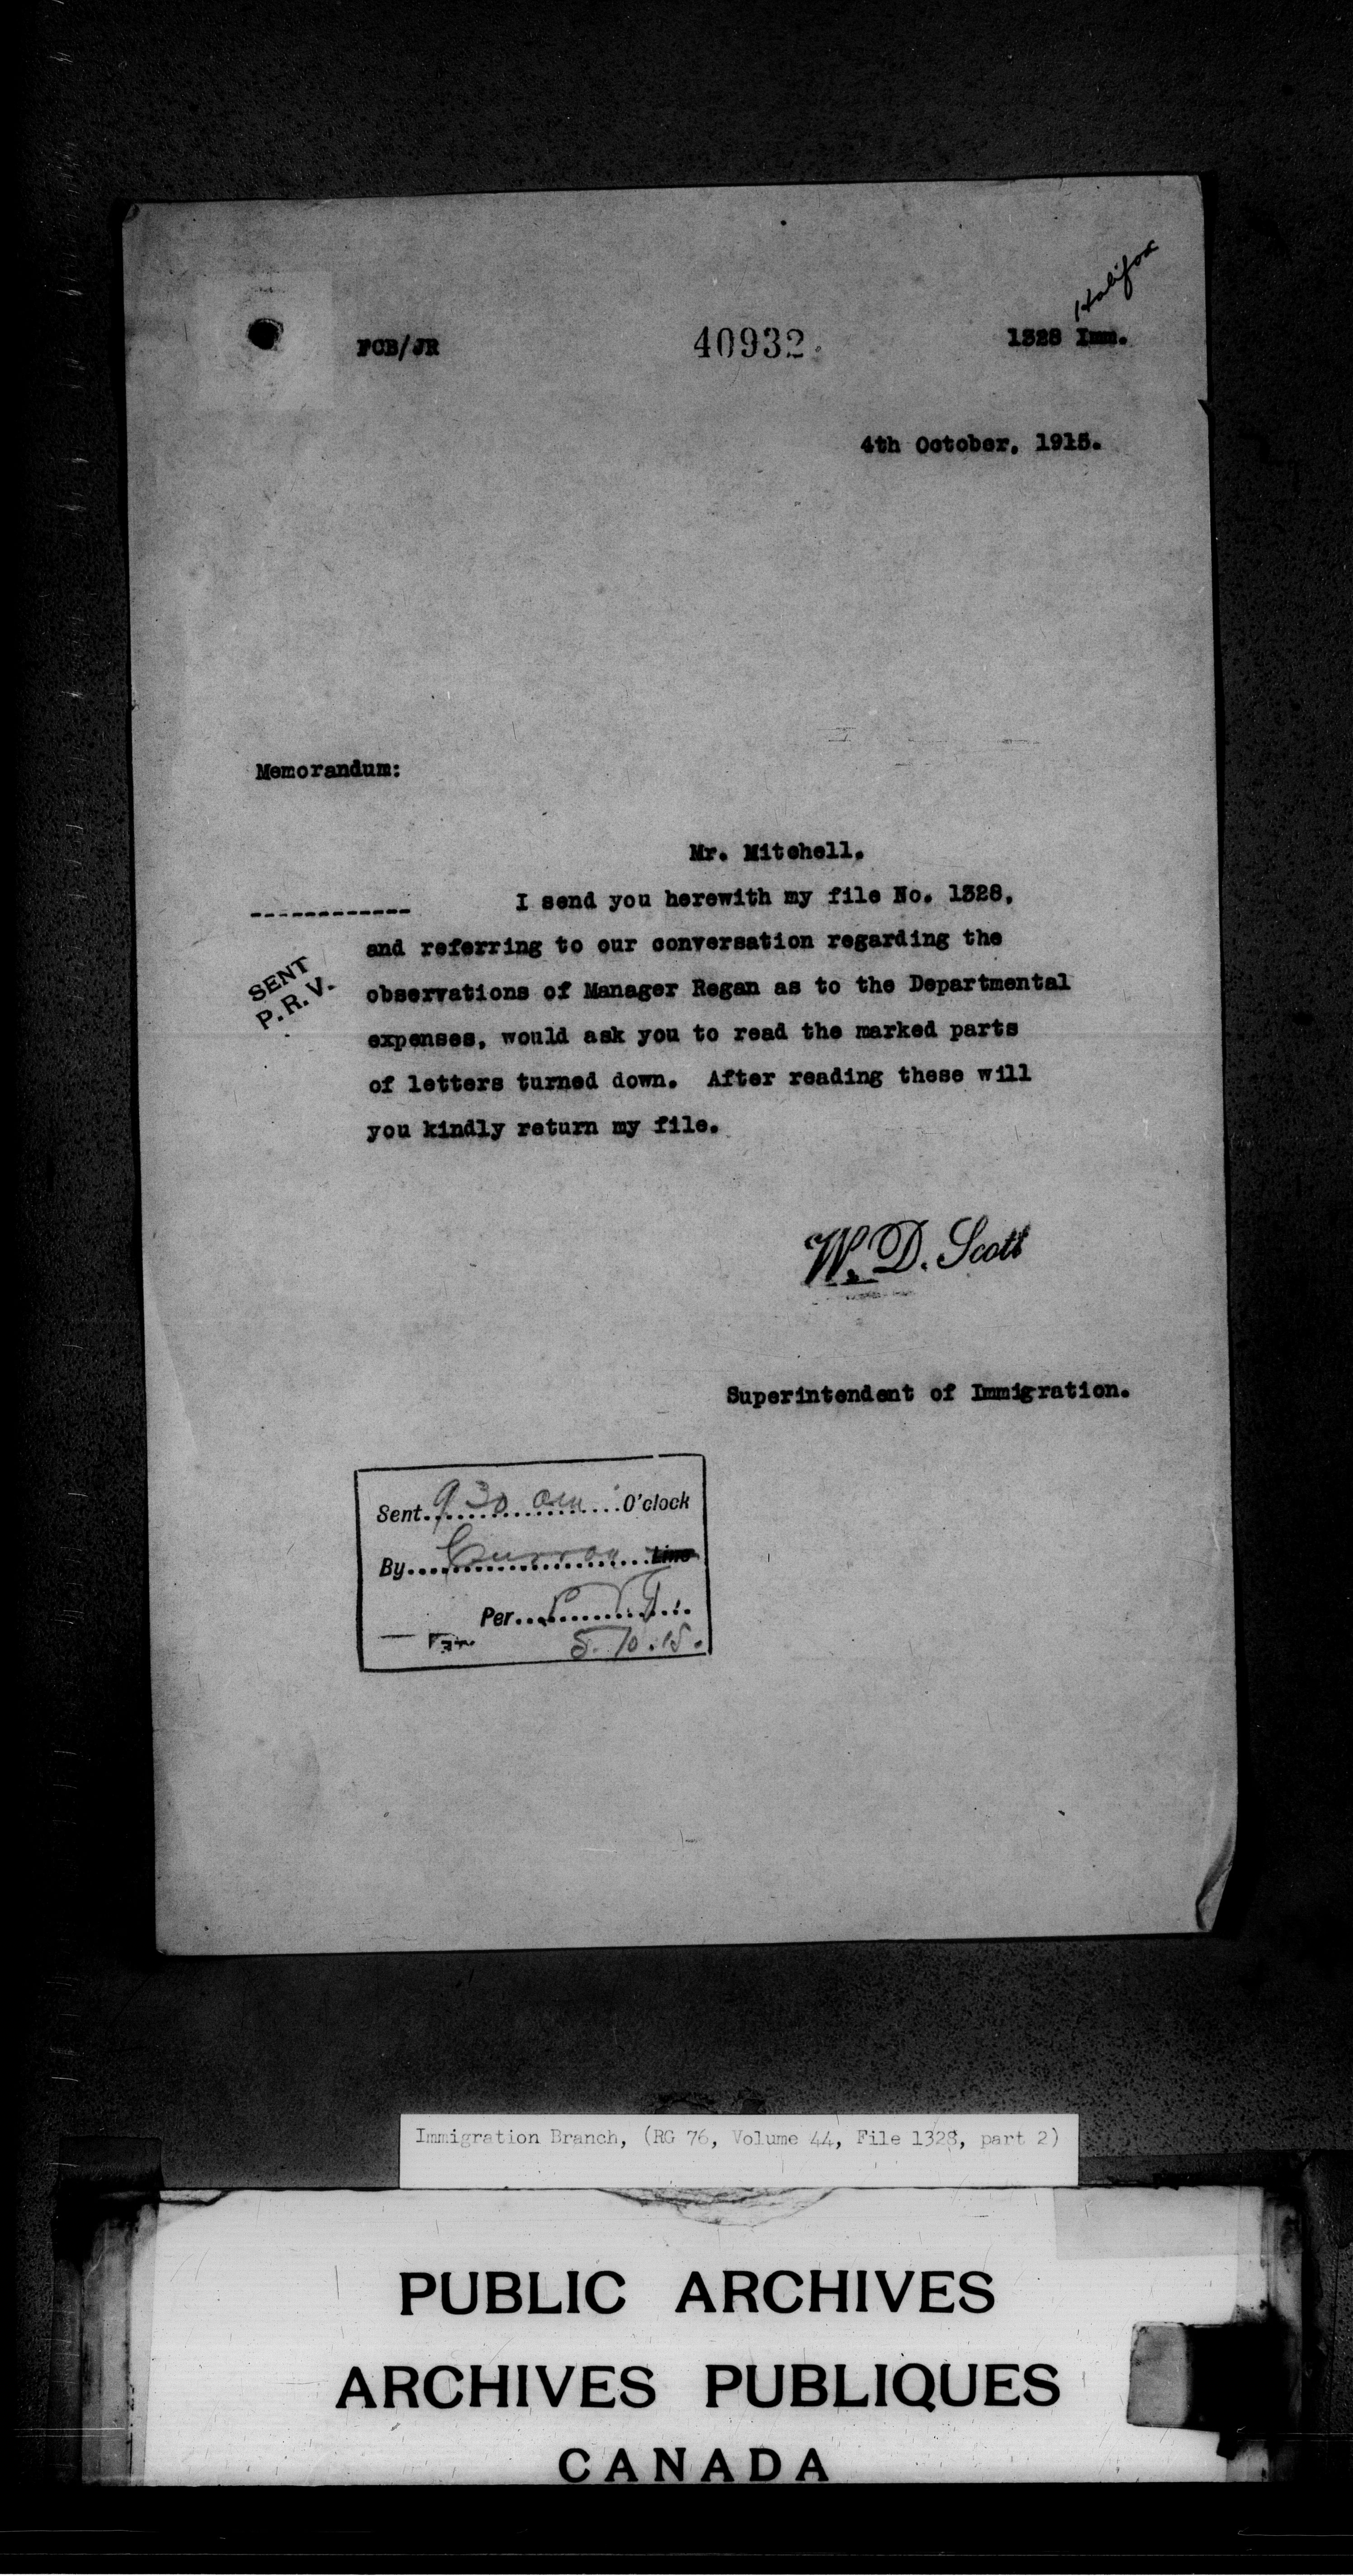 Halifax
FCB/JR
40932.
1328 Imm.
4th October, 1915.
Memorandum:
Mr. Mitchell.
------------
I send you herewith my file No. 1328,
and referring to our conversation regarding the
observations of Manager Regan as to the Departmental
expenses, would ask you to read the marked parts
of letters turned down. After reading these will
you kindly return my file.
SENT
P.R.V.
W. D. Scott
Superintendent of Immigration.
Sent 9 30 am O'clock
By Line
Per
5.10.15.
Immigration Branch, (RG 76, Volume 44, File 1328, part 2)
PUBLIC ARCHIVES
ARCHIVES PUBLIQUES
CANADA